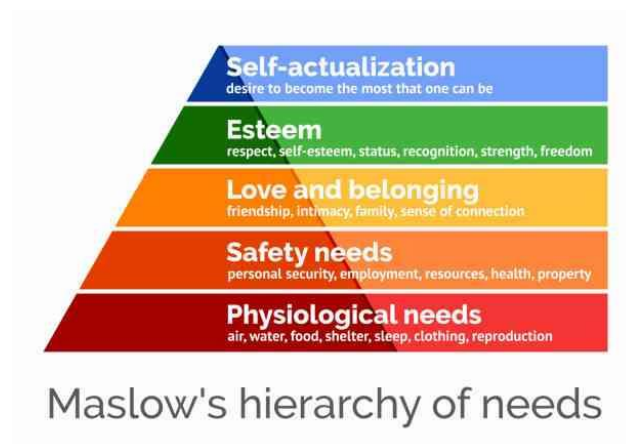 Self-actualization
desire to become the most that one can be
Esteem
respect, self-esteem, status, recognition, strength, freedom
Love and belonging
friendship, intimacy, family, sense of connection
Safety needs
personal security, employment, resources, health, property
Physiological needs
air, water, food, shelter, sleep, clothing, reproduction
Maslow's hierarchy of needs